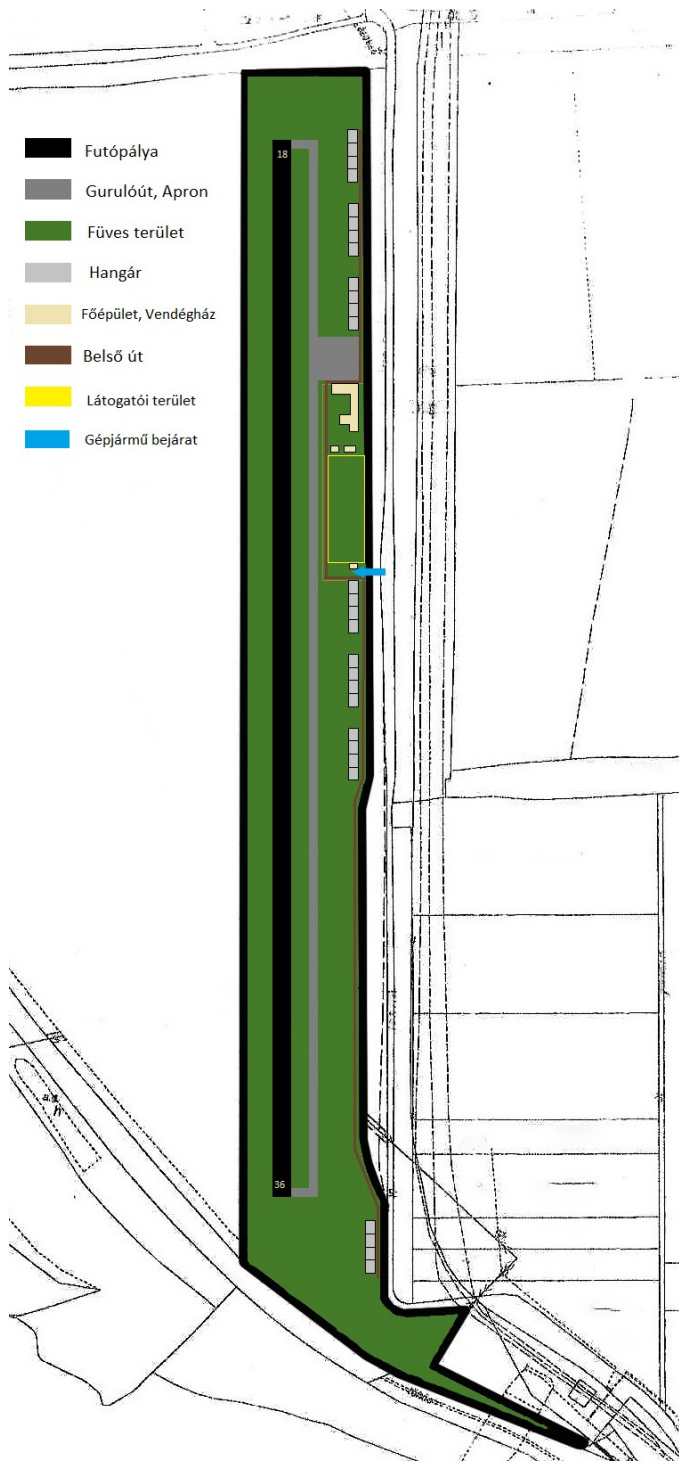 Futópálya
Gurulóút, Apron
Füves terület
Hangár
Főépület, Vendégház
Belső út
Látogatói terület
Gépjármű bejárat
18
36